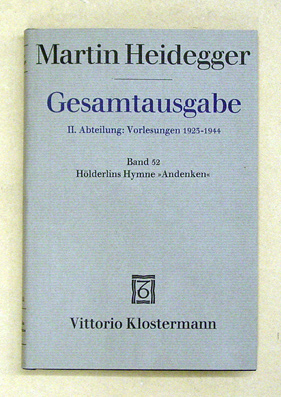 Martin Heidegger
Gesamtausgabe
II. Abteilung: Vorlesungen 1923-1944
Band 52
Hölderlins Hymne »Andenken«
Vittorio Klostermann